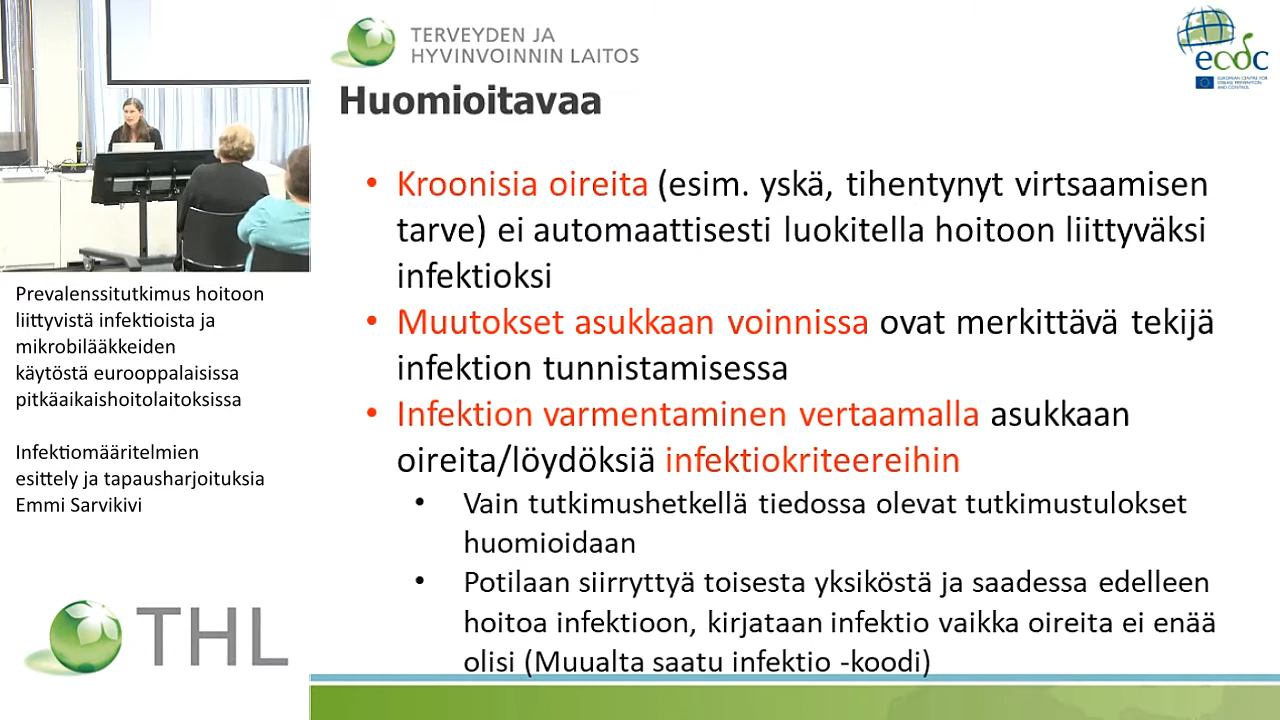 TERVEYDEN JA
HYVINVOINNIN LAITOS
ecdc
EUROPEAN CENTRE FOR
DISEASE PREVENTION
AND CONTROL
Huomioitavaa
• Kroonisia oireita (esim. yskä, tihentynyt virtsaamisen
tarve) ei automaattisesti luokitella hoitoon liittyväksi
infektioksi
• Muutokset asukkaan voinnissa ovat merkittävä tekijä
infektion tunnistamisessa
• Infektion varmentaminen vertaamalla asukkaan
oireita/löydöksiä infektiokriteereihin
• Vain tutkimushetkellä tiedossa olevat tutkimustulokset
huomioidaan
• Potilaan siirryttyä toisesta yksiköstä ja saadessa edelleen
hoitoa infektioon, kirjataan infektio vaikka oireita ei enää
olisi (Muualta saatu infektio -koodi)
Prevalenssitutkimus hoitoon
liittyvistä infektioista ja
mikrobilääkkeiden
käytöstä eurooppalaisissa
pitkäaikaishoitolaitoksissa
Infektiomääritelmien
esittely ja tapausharjoituksia
Emmi Sarvikivi
THL